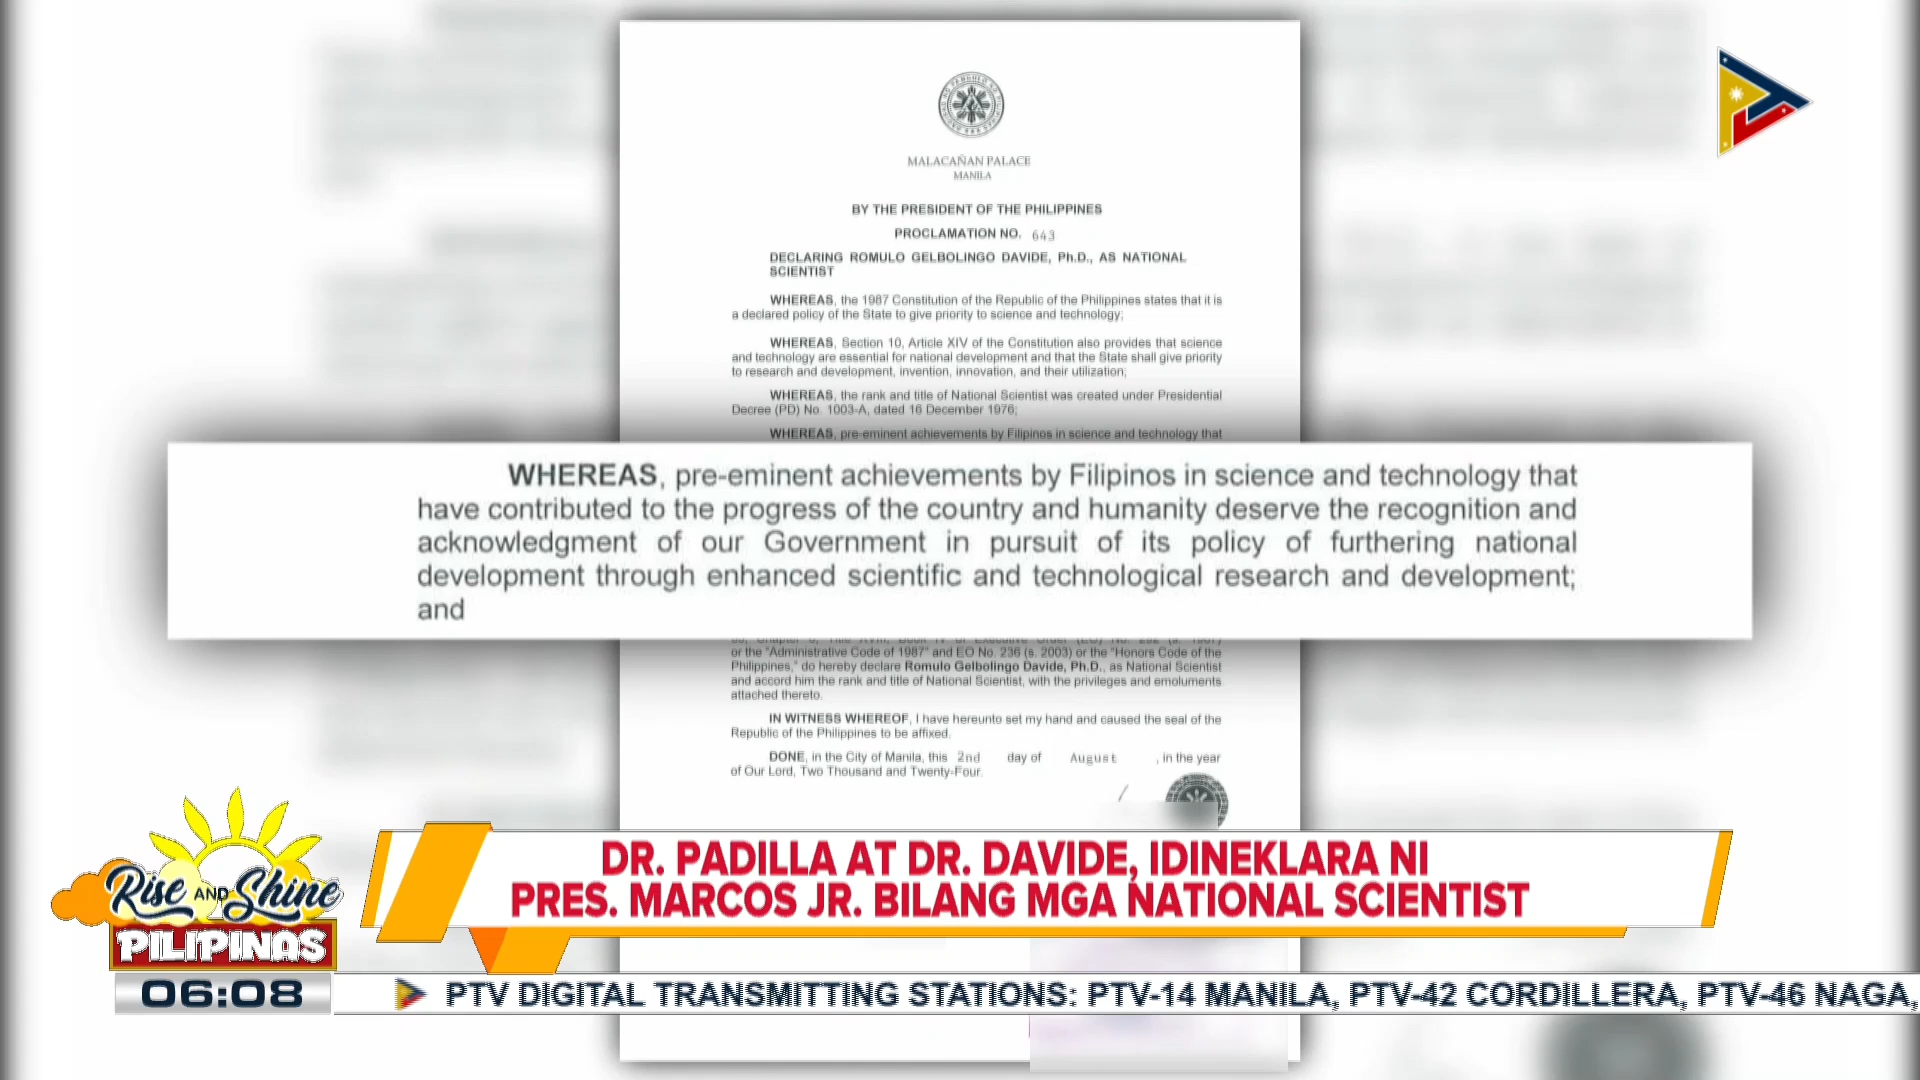 MALACAÑAN PALACE
MANILA
BY THE PRESIDENT OF THE PHILIPPINES
PROCLAMATION NO. 643
DECLARING ROMULO GELBOLINGO DAVIDE, Ph.D., AS NATIONAL
SCIENTIST
WHEREAS, the 1987 Constitution of the Republic of the Philippines states that it is
a declared policy of the State to give priority to science and technology;
WHEREAS, Section 10, Article XIV of the Constitution also provides that science
and technology are essential for national development and that the State shall give priority
to research and development, invention, innovation, and their utilization;
WHEREAS, the rank and title of National Scientist was created under Presidential
Decree (PD) No. 1003-A, dated 16 December 1976;
WHEREAS, pre-eminent achievements by Filipinos in science and technology that
WHEREAS, pre-eminent achievements by Filipinos in science and technology that
have contributed to the progress of the country and humanity deserve the recognition and
acknowledgment of our Government in pursuit of its policy of furthering national
development through enhanced scientific and technological research and development;
and
or the "Administrative Code of 1987" and EO No. 236 (s. 2003) or the "Honors Code of the
Philippines," do hereby declare Romulo Gelbolingo Davide, Ph.D., as National Scientist
and accord him the rank and title of National Scientist, with the privileges and emoluments
attached thereto.
IN WITNESS WHEREOF, I have hereunto set my hand and caused the seal of the
Republic of the Philippines to be affixed.
DONE, in the City of Manila, this 2nd day of August , in the year
of Our Lord, Two Thousand and Twenty-Four.
DR. PADILLA AT DR. DAVIDE, IDINEKLARA NI
PRES. MARCOS JR. BILANG MGA NATIONAL SCIENTIST
Rise AND Shine
PILIPINAS
06:08
PTV DIGITAL TRANSMITTING STATIONS: PTV-14 MANILA, PTV-42 CORDILLERA, PTV-46 NAGA,